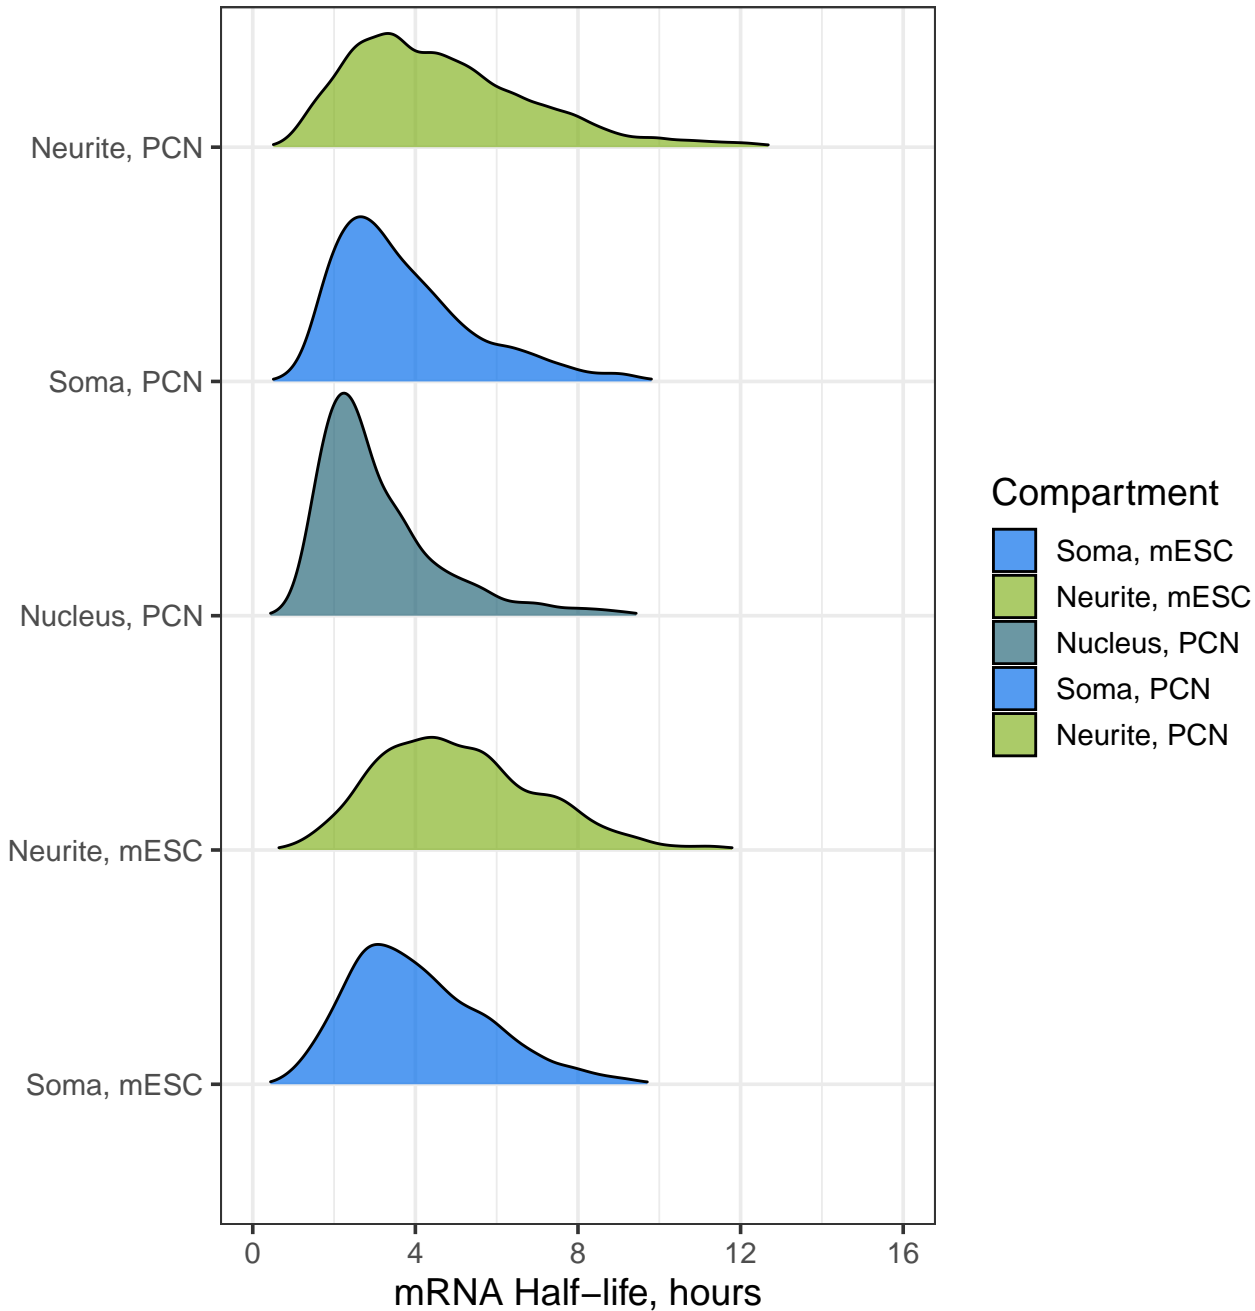 Neurite, PCN
Soma, PCN
Nucleus, PCN
Neurite, mESC
Soma, mESC
0 4 8 12 16
mRNA Half−life, hours
Compartment
Soma, mESC
Neurite, mESC
Nucleus, PCN
Soma, PCN
Neurite, PCN